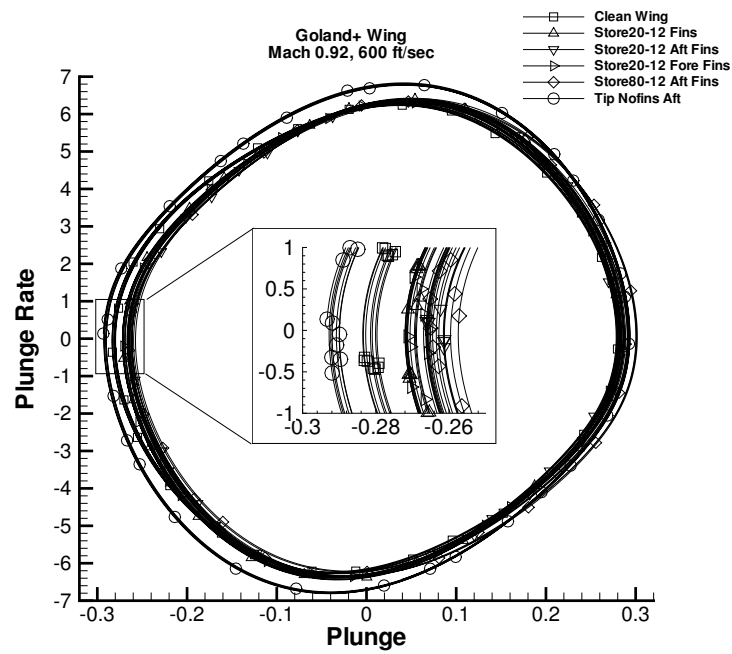 Goland+ Wing
Mach 0.92, 600 ft/sec
Clean Wing
Store20-12 Fins
Store20-12 Aft Fins
Store20-12 Fore Fins
Store80-12 Aft Fins
Tip Nofins Aft
Plunge Rate
7
6
5
4
3
2
1
0
-1
-2
-3
-4
-5
-6
-7
1
0.5
0
-0.5
-1
-0.3 -0.28 -0.26
-0.3 -0.2 -0.1 0 0.1 0.2 0.3
Plunge